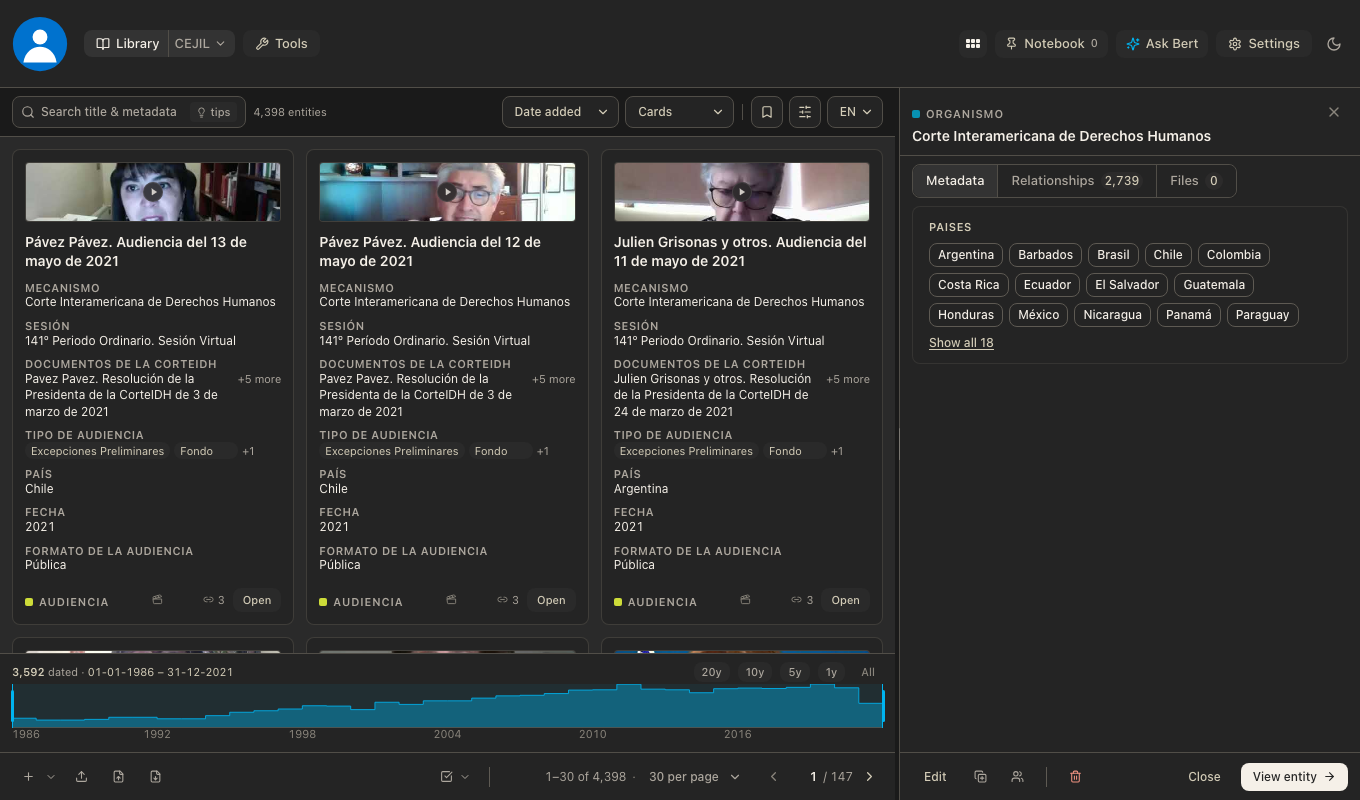 Library CEJIL Tools Notebook 0 Ask Bert Settings
Search title & metadata tips 4,398 entities Date added Cards EN
Pávez Pávez. Audiencia del 13 de
mayo de 2021
MECANISMO
Corte Interamericana de Derechos Humanos
SESIÓN
141° Periodo Ordinario. Sesión Virtual
DOCUMENTOS DE LA CORTEIDH
Pavez Pavez. Resolución de la +5 more
Presidenta de la CorteIDH de 3 de
marzo de 2021
TIPO DE AUDIENCIA
Excepciones Preliminares Fondo +1
PAÍS
Chile
FECHA
2021
FORMATO DE LA AUDIENCIA
Pública
AUDIENCIA 3 Open
Pávez Pávez. Audiencia del 12 de
mayo de 2021
MECANISMO
Corte Interamericana de Derechos Humanos
SESIÓN
141° Período Ordinario. Sesión Virtual
DOCUMENTOS DE LA CORTEIDH
Pavez Pavez. Resolución de la +5 more
Presidenta de la CorteIDH de 3 de
marzo de 2021
TIPO DE AUDIENCIA
Excepciones Preliminares Fondo +1
PAÍS
Chile
FECHA
2021
FORMATO DE LA AUDIENCIA
Pública
AUDIENCIA 3 Open
Julien Grisonas y otros. Audiencia del
11 de mayo de 2021
MECANISMO
Corte Interamericana de Derechos Humanos
SESIÓN
141° Periodo Ordinario. Sesión Virtual
DOCUMENTOS DE LA CORTEIDH
Julien Grisonas y otros. Resolución +5 more
de la Presidenta de la CorteIDH de
24 de marzo de 2021
TIPO DE AUDIENCIA
Excepciones Preliminares Fondo +1
PAÍS
Argentina
FECHA
2021
FORMATO DE LA AUDIENCIA
Pública
AUDIENCIA 3 Open
3,592 dated · 01-01-1986 – 31-12-2021 20y 10y 5y 1y All
1986 1992 1998 2004 2010 2016
1–30 of 4,398 · 30 per page 1 / 147
ORGANISMO
Corte Interamericana de Derechos Humanos
Metadata Relationships 2,739 Files 0
PAISES
Argentina Barbados Brasil Chile Colombia
Costa Rica Ecuador El Salvador Guatemala
Honduras México Nicaragua Panamá Paraguay
Show all 18
Edit Close View entity →